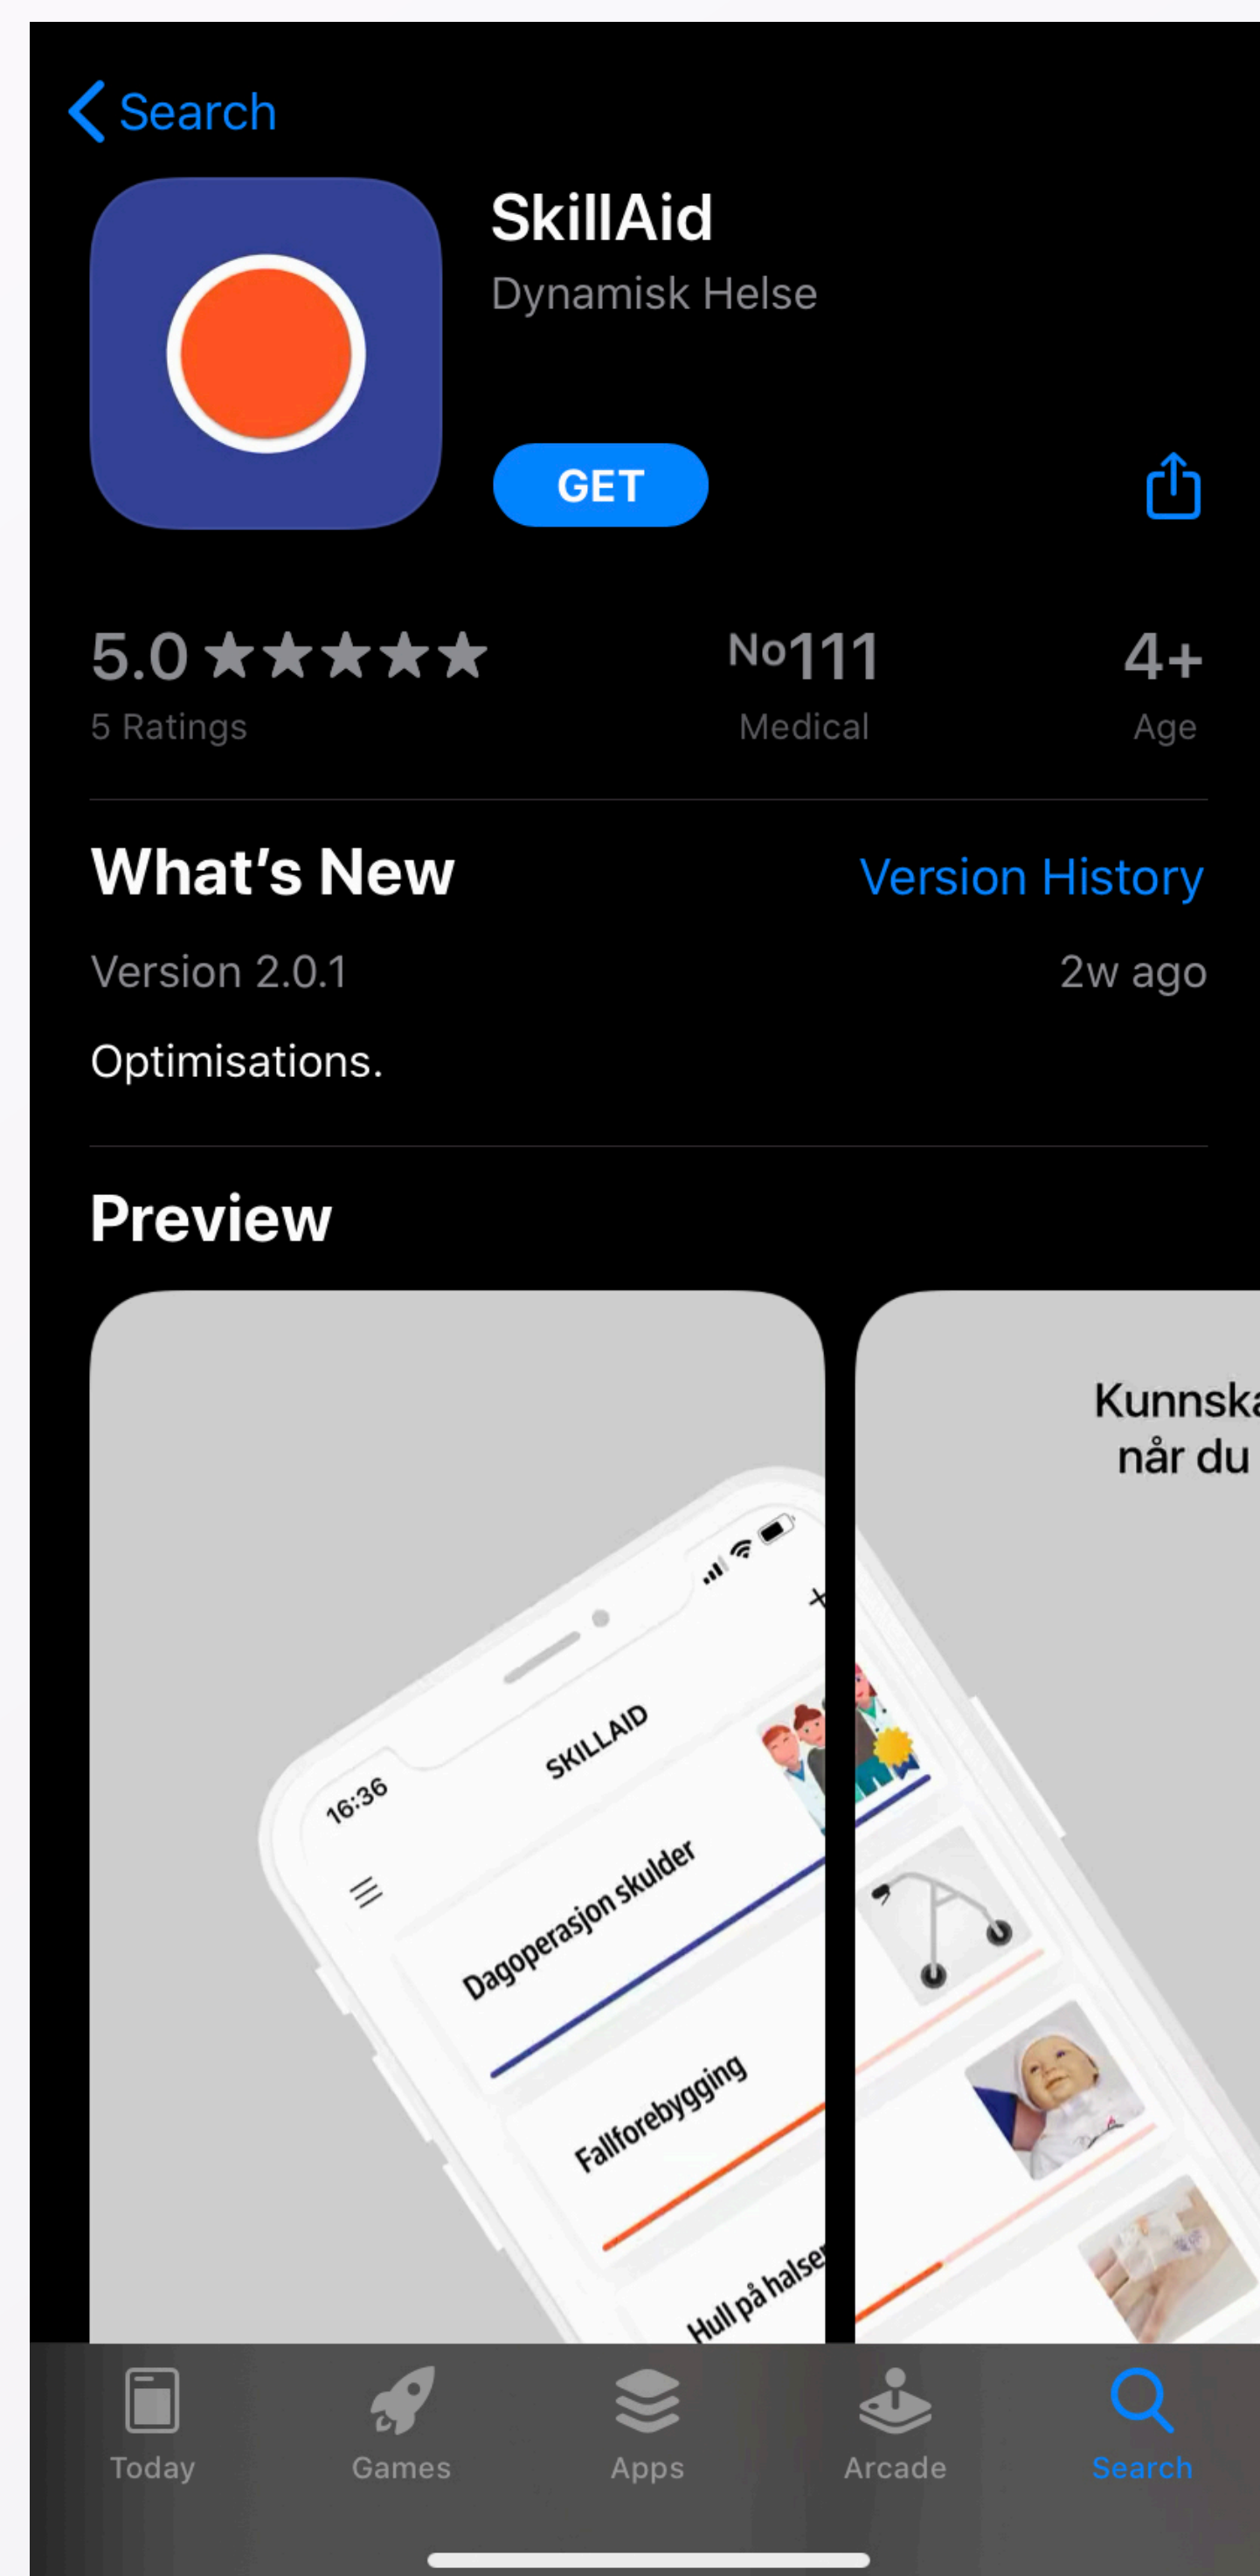 Search
SkillAid
Dynamisk Helse
GET
5.0
5 Ratings
No111
Medical
4+
Age
What's New
Version History
Version 2.0.1
2w ago
Optimisations.
Preview
16:36
SKILLAID
Dagoperasjon skulder
Fallforebygging
Hull på
når du
Today
Games
Apps
Arcade
Search